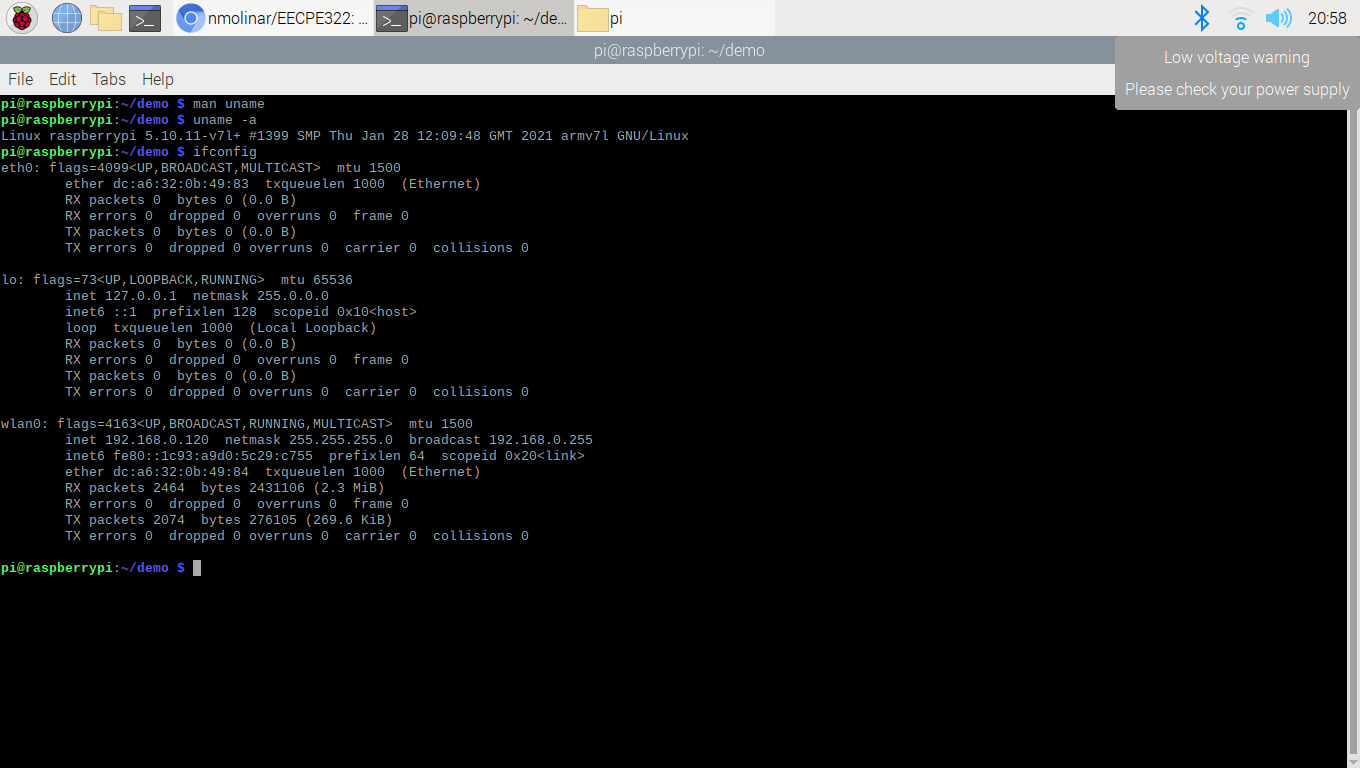 nmolinar/EECPE322: ...
pi@raspberrypi: ~/de...
pi
20:58
pi@raspberrypi: ~/demo
Low voltage warning
Please check your power supply
File Edit Tabs Help
pi@raspberrypi:~/demo $ man uname
pi@raspberrypi:~/demo $ uname -a
Linux raspberrypi 5.10.11-v7l+ #1399 SMP Thu Jan 28 12:09:48 GMT 2021 armv7l GNU/Linux
pi@raspberrypi:~/demo $ ifconfig
eth0: flags=4099<UP,BROADCAST,MULTICAST>  mtu 1500
        ether dc:a6:32:0b:49:83  txqueuelen 1000  (Ethernet)
        RX packets 0  bytes 0 (0.0 B)
        RX errors 0  dropped 0  overruns 0  frame 0
        TX packets 0  bytes 0 (0.0 B)
        TX errors 0  dropped 0 overruns 0  carrier 0  collisions 0

lo: flags=73<UP,LOOPBACK,RUNNING>  mtu 65536
        inet 127.0.0.1  netmask 255.0.0.0
        inet6 ::1  prefixlen 128  scopeid 0x10<host>
        loop  txqueuelen 1000  (Local Loopback)
        RX packets 0  bytes 0 (0.0 B)
        RX errors 0  dropped 0  overruns 0  frame 0
        TX packets 0  bytes 0 (0.0 B)
        TX errors 0  dropped 0 overruns 0  carrier 0  collisions 0

wlan0: flags=4163<UP,BROADCAST,RUNNING,MULTICAST>  mtu 1500
        inet 192.168.0.120  netmask 255.255.255.0  broadcast 192.168.0.255
        inet6 fe80::1c93:a9d0:5c29:c755  prefixlen 64  scopeid 0x20<link>
        ether dc:a6:32:0b:49:84  txqueuelen 1000  (Ethernet)
        RX packets 2464  bytes 2431106 (2.3 MiB)
        RX errors 0  dropped 0  overruns 0  frame 0
        TX packets 2074  bytes 276105 (269.6 KiB)
        TX errors 0  dropped 0 overruns 0  carrier 0  collisions 0

pi@raspberrypi:~/demo $